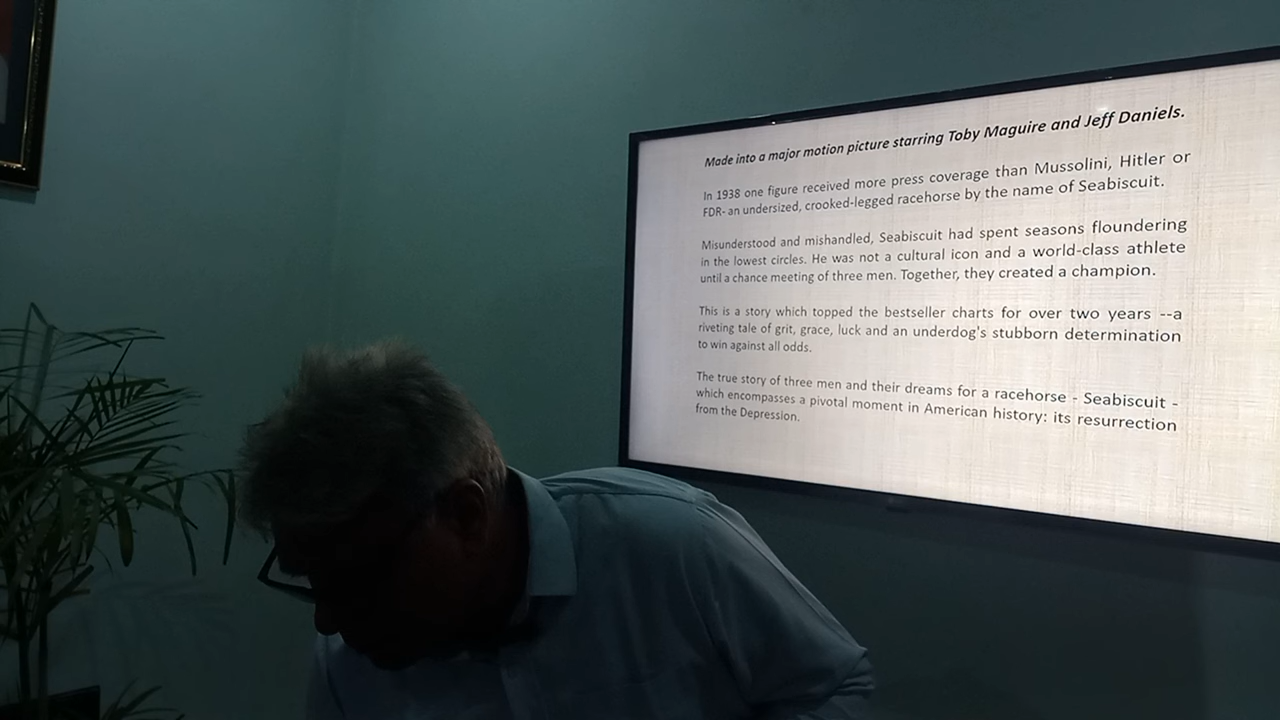 Made into a major motion picture starring Toby Maguire and Jeff Daniels.
In 1938 one figure received more press coverage than Mussolini, Hitler or
FDR- an undersized, crooked-legged racehorse by the name of Seabiscuit.
Misunderstood and mishandled, Seabiscuit had spent seasons floundering
in the lowest circles. He was not a cultural icon and a world-class athlete
until a chance meeting of three men. Together, they created a champion.
This is a story which topped the bestseller charts for over two years --a
riveting tale of grit, grace, luck and an underdog's stubborn determination
to win against all odds.
The true story of three men and their dreams for a racehorse - Seabiscuit -
which encompasses a pivotal moment in American history: its resurrection
from the Depression.